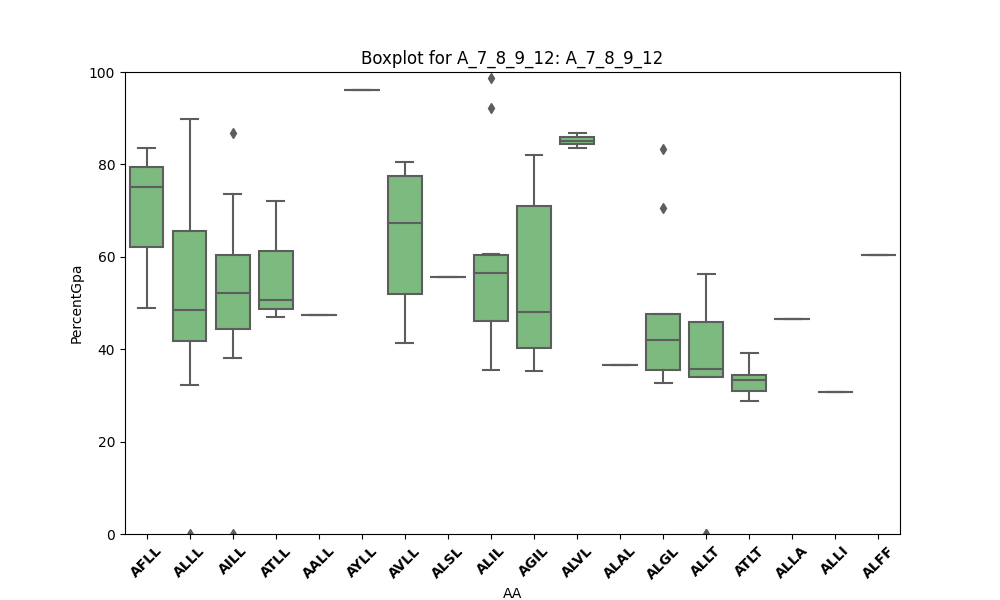 Boxplot for A_7_8_9_12: A_7_8_9_12
100
80
60
40
20
0
PercentGpa
AFLL ALLL AILL ATLL AALL AYLL AVLL ALSL ALIL AGIL ALVL ALAL ALGL ALLT ATLT ALLA ALLI ALFF
AA